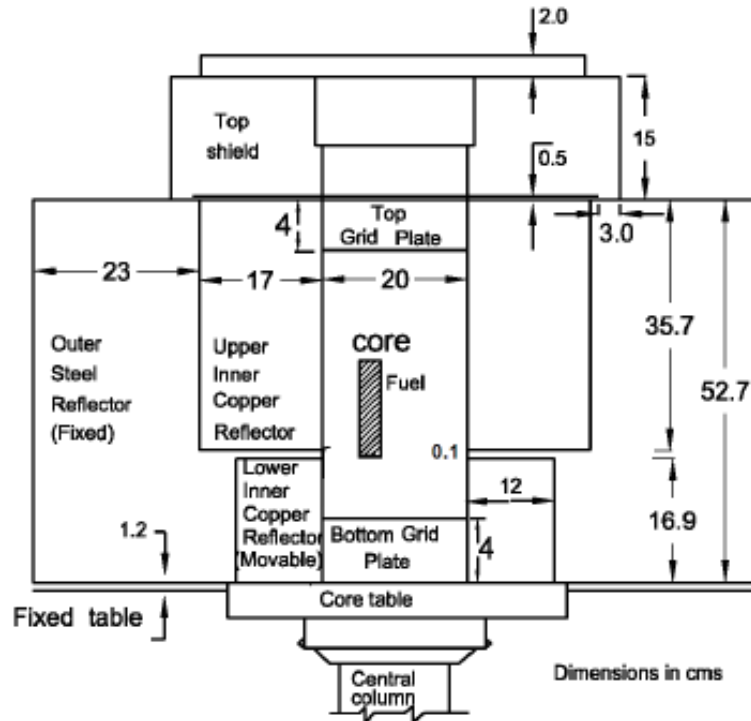 2.0
Top
shield
15
0.5
4
Top
Grid Plate
3.0
23
17
20
Outer
Steel
Reflector
(Fixed)
Upper
Inner
Copper
Reflector
core
Fuel
35.7
52.7
0.1
Lower
Inner
Copper
Reflector
(Movable)
12
1.2
Bottom Grid
Plate
4
16.9
Fixed table
Core table
Central
column
Dimensions in cms